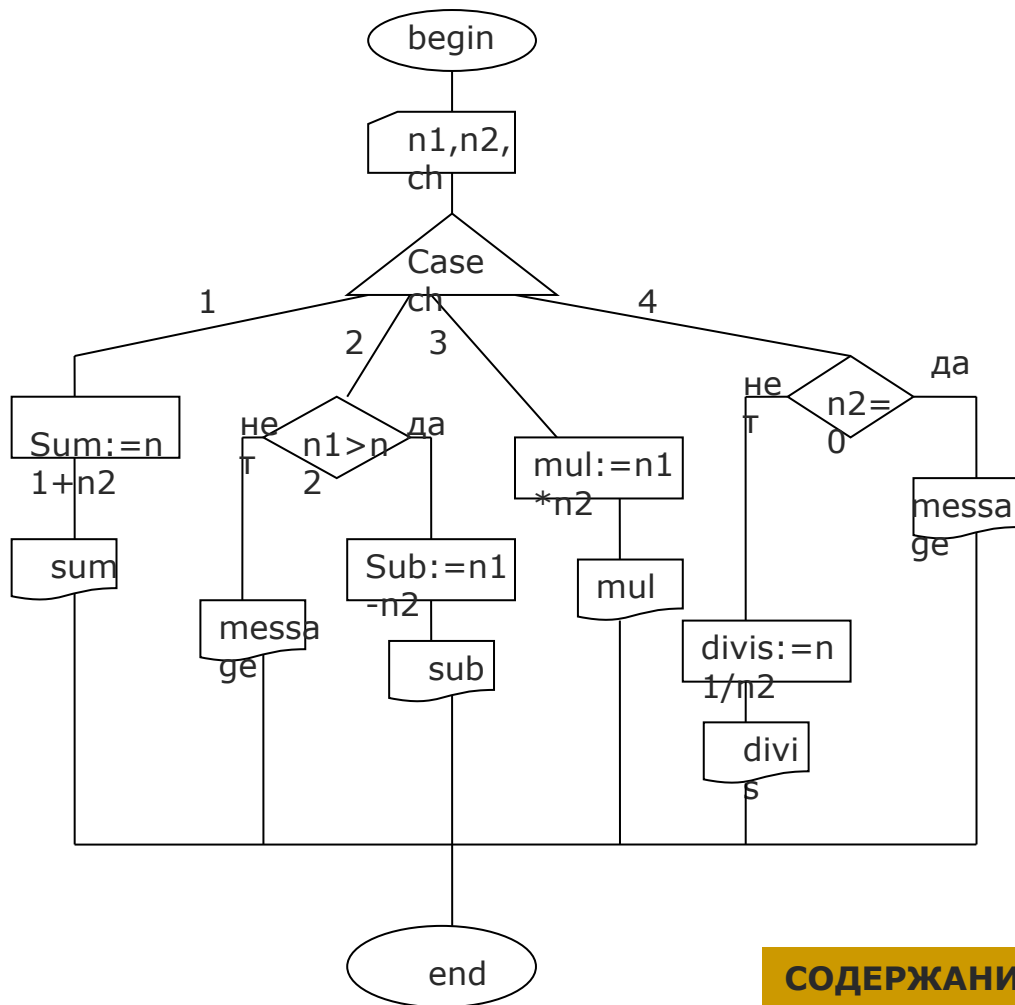 begin
n1,n2,
ch
Case
ch
1
2
3
4
Sum:=n
1+n2
sum
не
т
n1>n
2
да
messa
ge
Sub:=n1
-n2
sub
mul:=n1
*n2
mul
не
т
n2=
0
да
divis:=n
1/n2
divi
s
messa
ge
end
СОДЕРЖАНИ